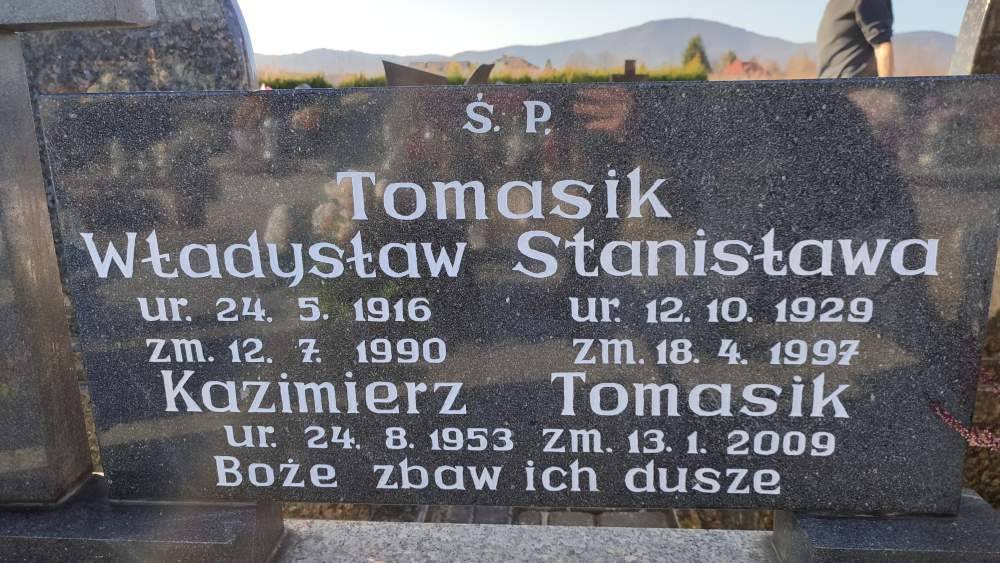 Ś. P.
Tomasik
Władysław Stanisława
ur. 24. 5. 1916 ur. 12. 10. 1929
zm. 12. 7. 1990 zm. 18. 4. 1997
Kazimierz Tomasik
ur. 24. 8. 1953 zm. 13. 1. 2009
Boże zbaw ich dusze